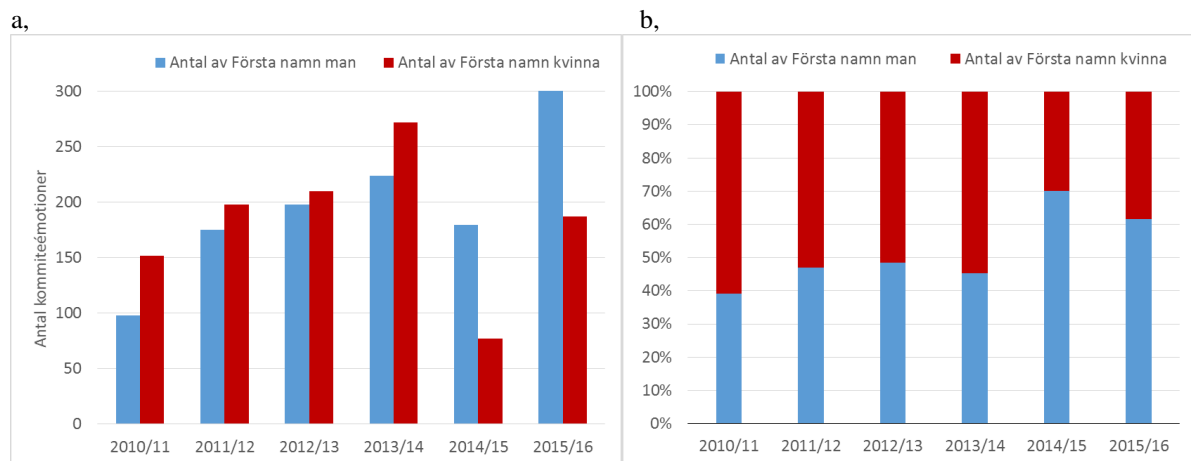 a,
Antal av Första namn man Antal av Första namn kvinna
Antal kommiteémotioner
300
250
200
150
100
50
0
2010/11 2011/12 2012/13 2013/14 2014/15 2015/16
b,
Antal av Första namn man Antal av Första namn kvinna
100%
90%
80%
70%
60%
50%
40%
30%
20%
10%
0%
2010/11 2011/12 2012/13 2013/14 2014/15 2015/16